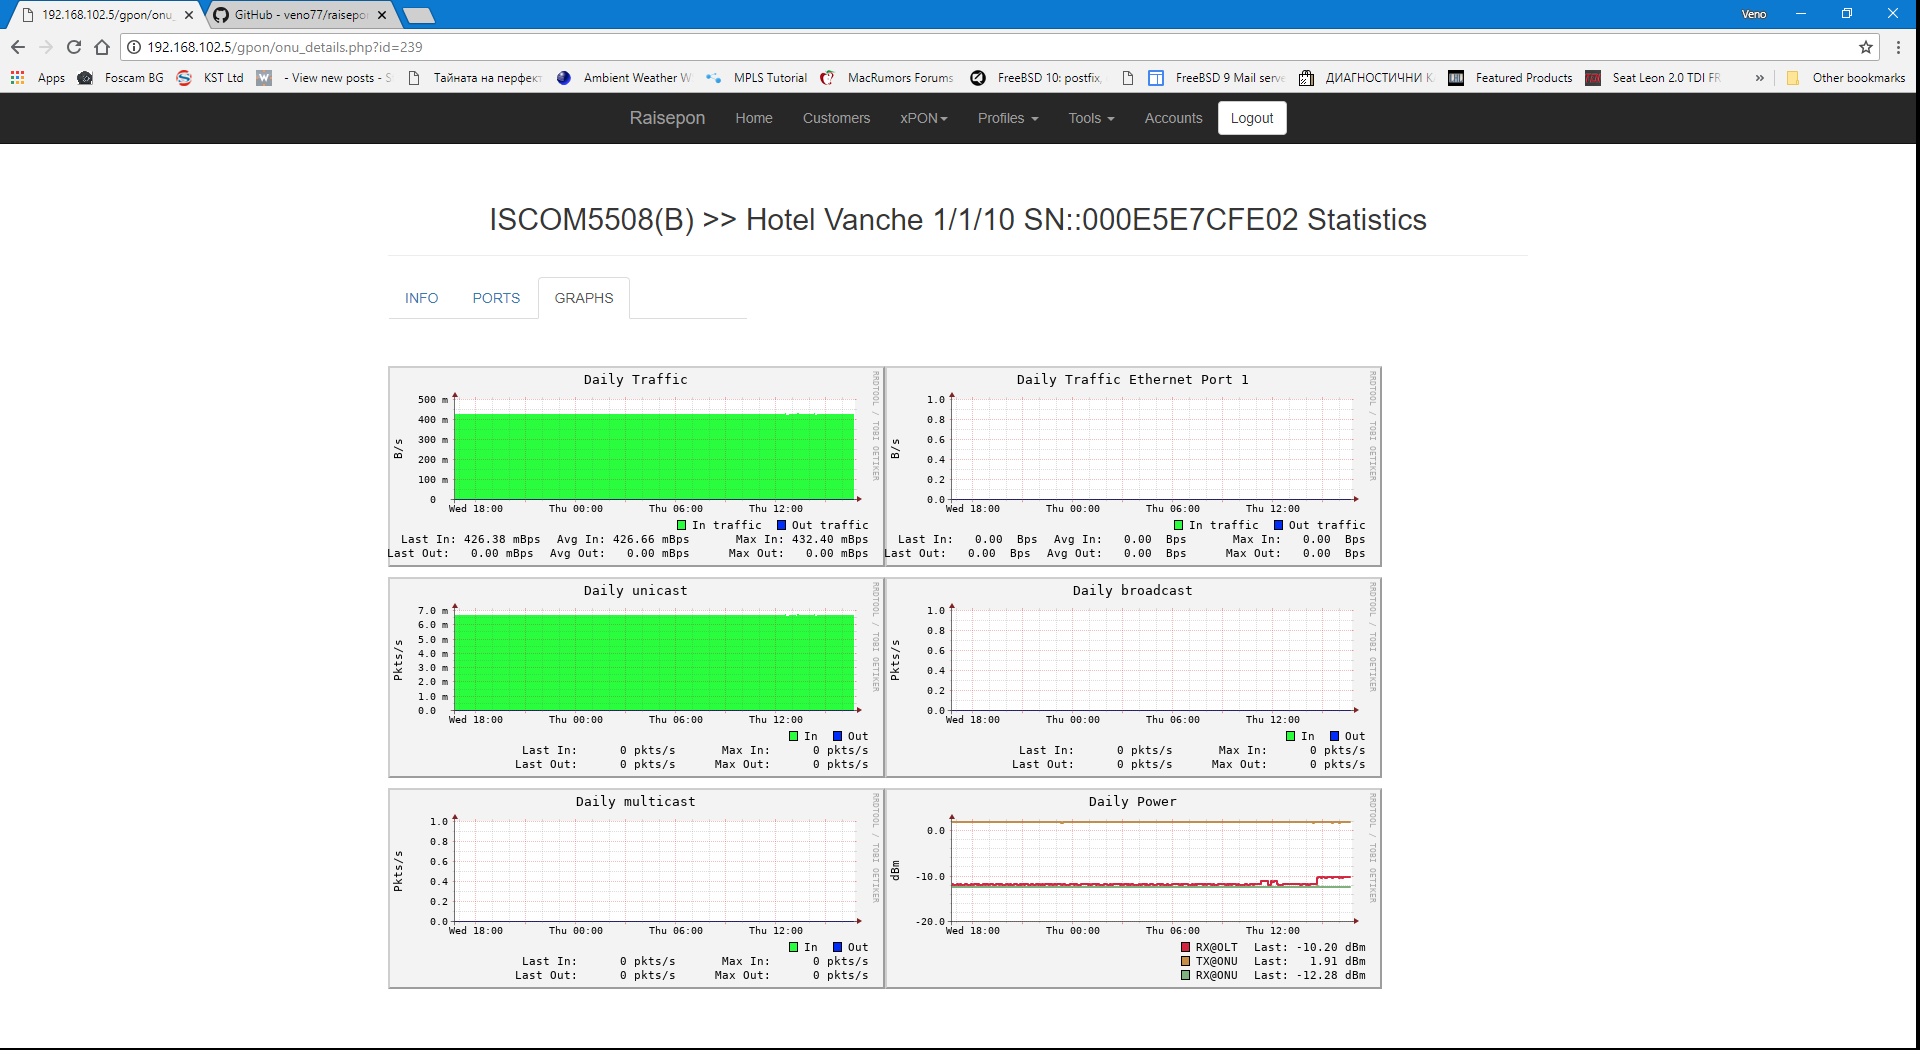 192.168.102.5/gpon/onu_
GitHub - veno77/raisepon
Veno
192.168.102.5/gpon/onu_details.php?id=239
Apps Foscam BG KST Ltd - View new posts - S Тайната на перфект Ambient Weather W MPLS Tutorial MacRumors Forums FreeBSD 10: postfix, FreeBSD 9 Mail serve ДИАГНОСТИЧНИ К Featured Products Seat Leon 2.0 TDI FR » Other bookmarks
Raisepon Home Customers xPON Profiles Tools Accounts Logout
ISCOM5508(B) >> Hotel Vanche 1/1/10 SN::000E5E7CFE02 Statistics
INFO PORTS GRAPHS
Daily Traffic
RRDTOOL / TOBI OETIKER
B/s
500 m
400 m
300 m
200 m
100 m
0
Wed 18:00 Thu 00:00 Thu 06:00 Thu 12:00
In traffic Out traffic
Last In: 426.38 mBps Avg In: 426.66 mBps Max In: 432.40 mBps
Last Out: 0.00 mBps Avg Out: 0.00 mBps Max Out: 0.00 mBps
Daily Traffic Ethernet Port 1
RRDTOOL / TOBI OETIKER
B/s
1.0
0.8
0.6
0.4
0.2
0.0
Wed 18:00 Thu 00:00 Thu 06:00 Thu 12:00
In traffic Out traffic
Last In: 0.00 Bps Avg In: 0.00 Bps Max In: 0.00 Bps
Last Out: 0.00 Bps Avg Out: 0.00 Bps Max Out: 0.00 Bps
Daily unicast
RRDTOOL / TOBI OETIKER
Pkts/s
7.0 m
6.0 m
5.0 m
4.0 m
3.0 m
2.0 m
1.0 m
0.0
Wed 18:00 Thu 00:00 Thu 06:00 Thu 12:00
In Out
Last In: 0 pkts/s Max In: 0 pkts/s
Last Out: 0 pkts/s Max Out: 0 pkts/s
Daily broadcast
RRDTOOL / TOBI OETIKER
Pkts/s
1.0
0.8
0.6
0.4
0.2
0.0
Wed 18:00 Thu 00:00 Thu 06:00 Thu 12:00
In Out
Last In: 0 pkts/s Max In: 0 pkts/s
Last Out: 0 pkts/s Max Out: 0 pkts/s
Daily multicast
RRDTOOL / TOBI OETIKER
Pkts/s
1.0
0.8
0.6
0.4
0.2
0.0
Wed 18:00 Thu 00:00 Thu 06:00 Thu 12:00
In Out
Last In: 0 pkts/s Max In: 0 pkts/s
Last Out: 0 pkts/s Max Out: 0 pkts/s
Daily Power
RRDTOOL / TOBI OETIKER
dBm
0.0
-10.0
-20.0
Wed 18:00 Thu 00:00 Thu 06:00 Thu 12:00
RX@OLT Last: -10.20 dBm
TX@ONU Last: 1.91 dBm
RX@ONU Last: -12.28 dBm